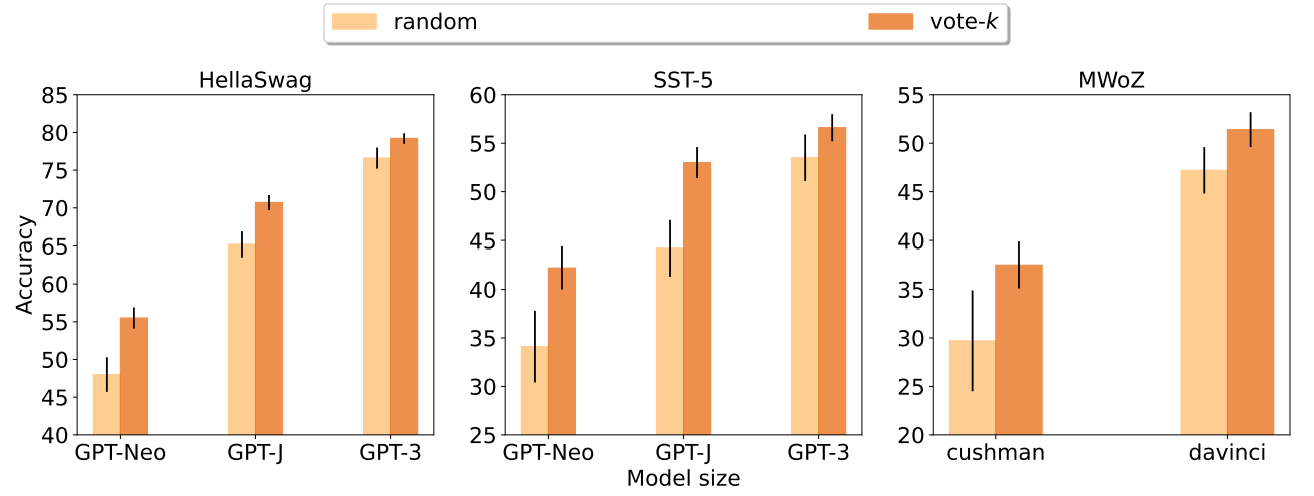 random vote-k
HellaSwag
SST-5
MWoZ
Accuracy
85
80
75
70
65
60
55
50
45
40
GPT-Neo GPT-J GPT-3
60
55
50
45
40
35
30
25
GPT-Neo GPT-J GPT-3
55
50
45
40
35
30
25
20
cushman davinci
Model size